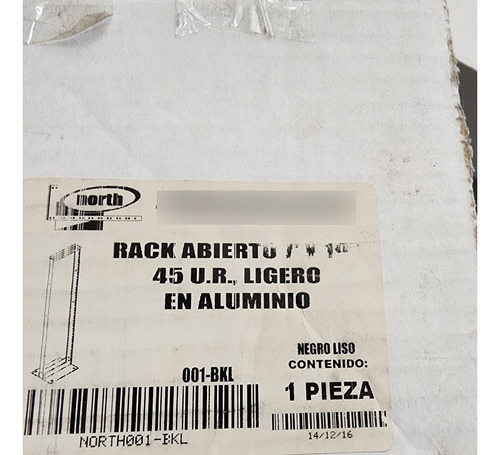 north
RACK ABIERTO
45 U.R., LIGERO
EN ALUMINIO
001-BKL
NEGRO LISO
CONTENIDO:
1 PIEZA
NORTH001-BKL
14/12/16